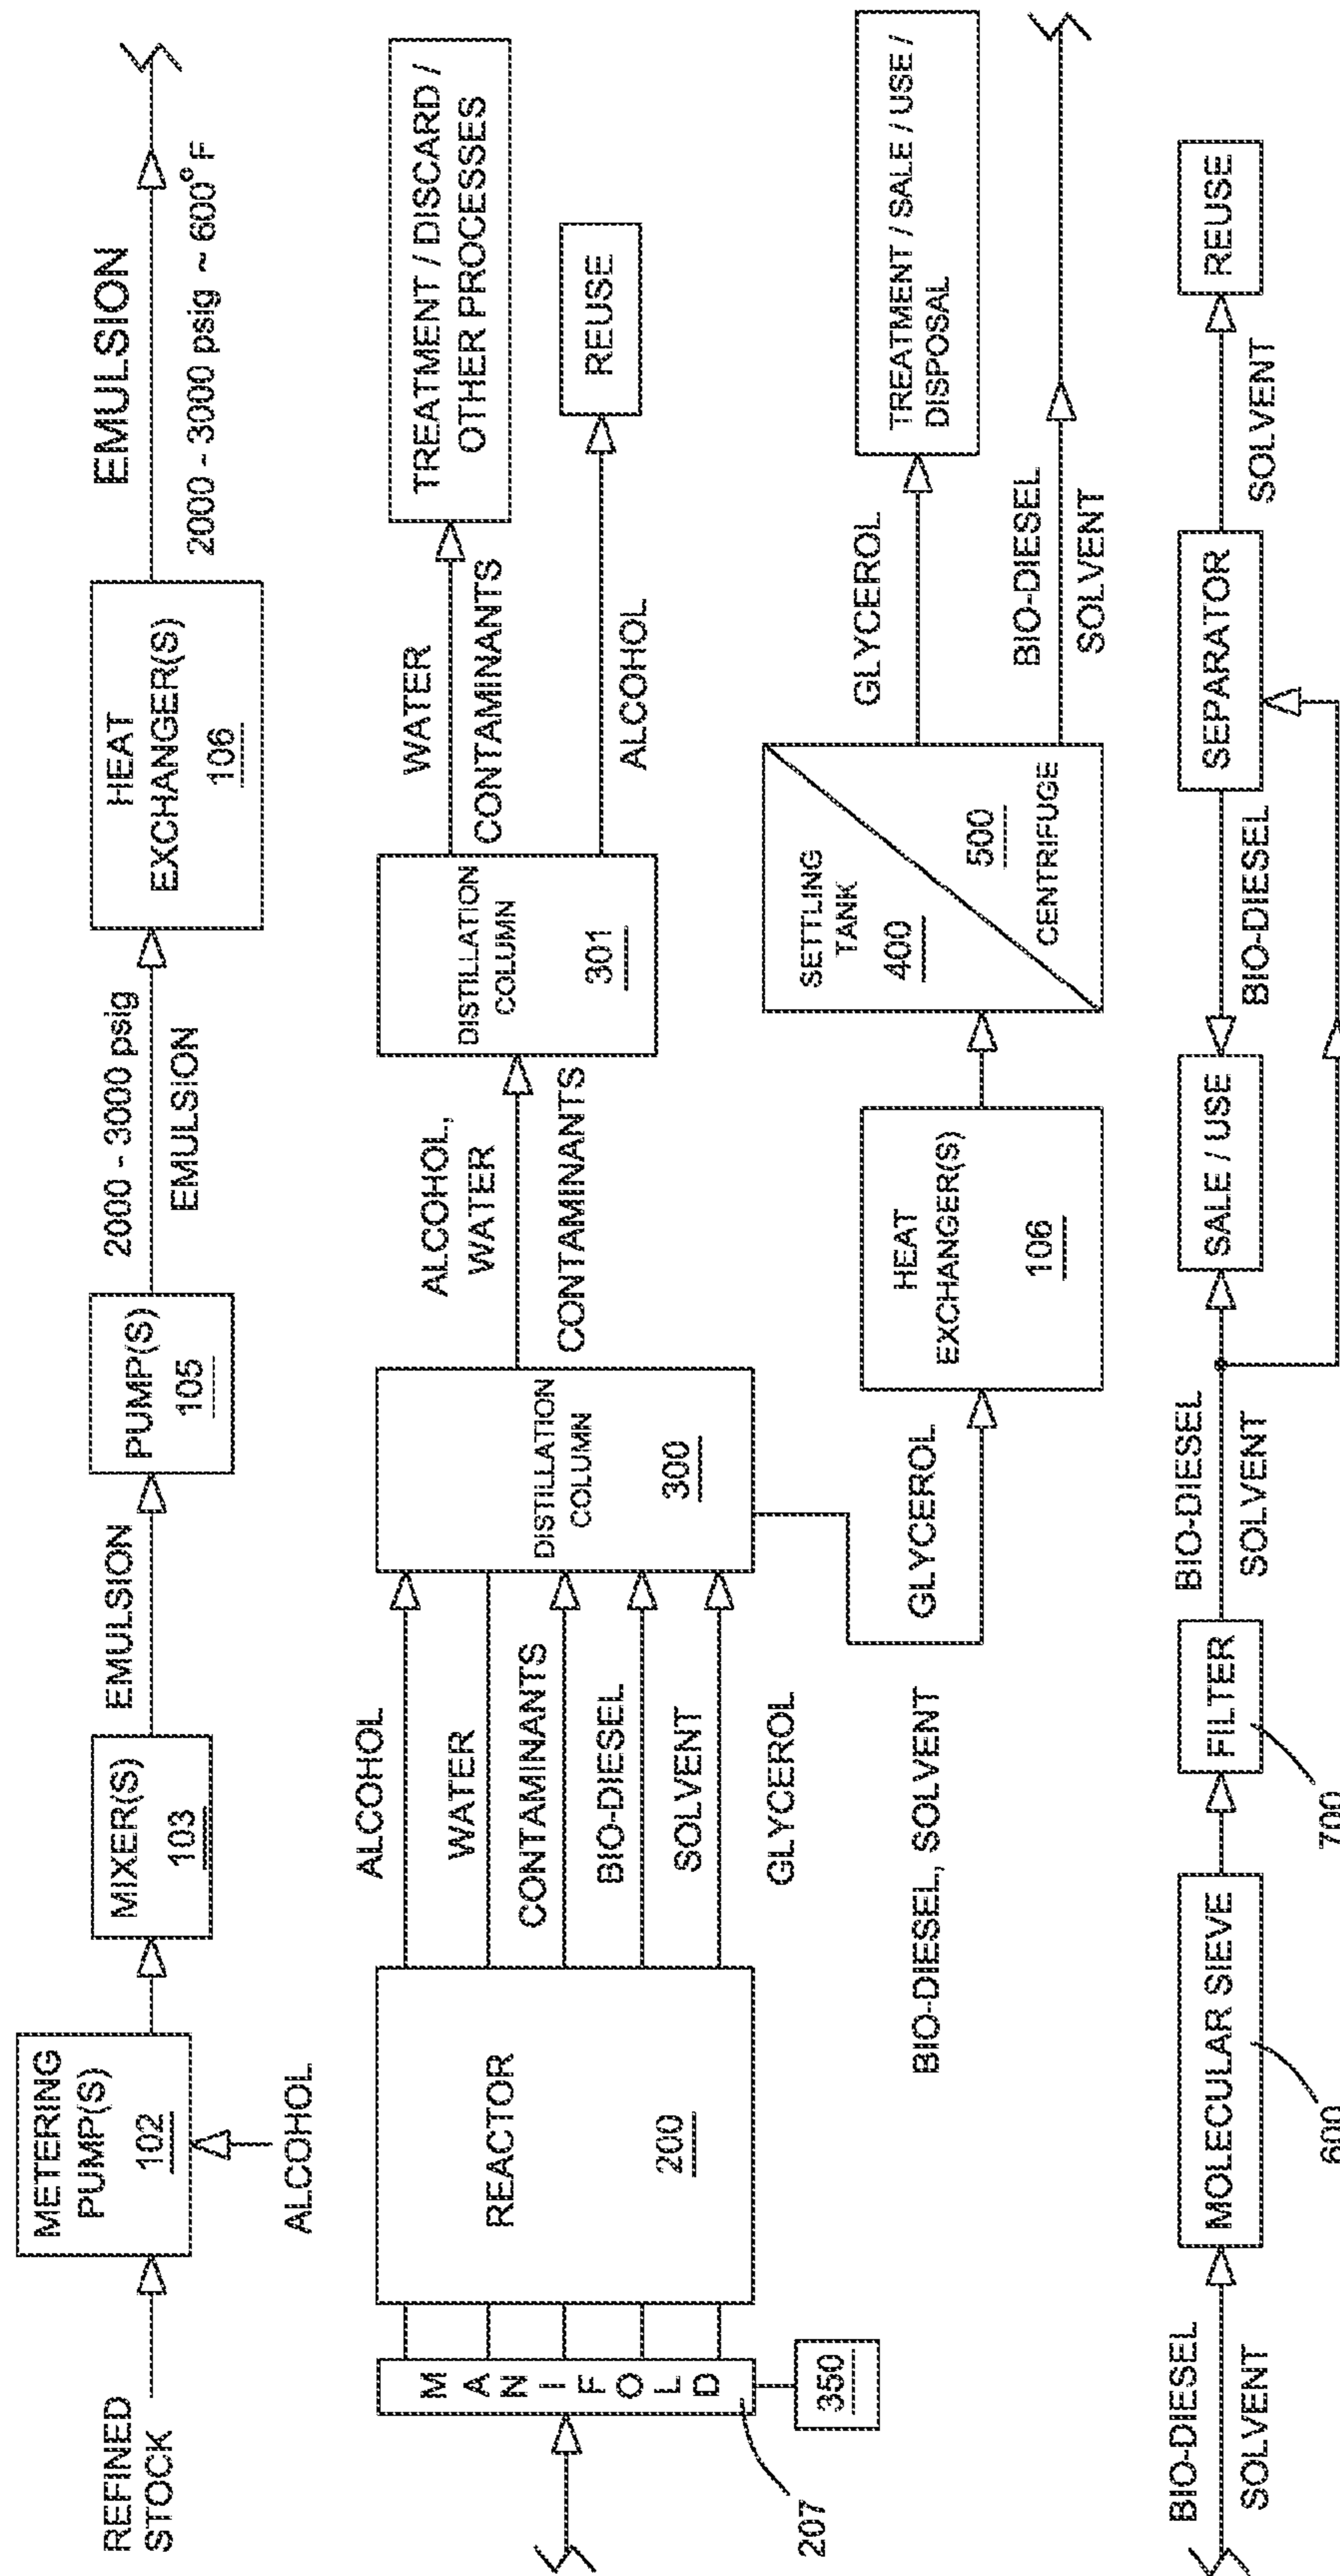 REFINED
STOCK
METERING
PUMP(S)
102
ALCOHOL
MIXER(S)
103
EMULSION
PUMP(S)
105
2000 - 3000 psig
EMULSION
HEAT
EXCHANGER(S)
106
EMULSION
2000 - 3000 psig ~ 600° F
MANIFOLD
207
350
REACTOR
200
ALCOHOL
WATER
CONTAMINANTS
BIO-DIESEL
SOLVENT
GLYCEROL
DISTILLATION
COLUMN
300
ALCOHOL,
WATER
CONTAMINANTS
DISTILLATION
COLUMN
301
WATER
CONTAMINANTS
ALCOHOL
TREATMENT / DISCARD /
OTHER PROCESSES
REUSE
BIO-DIESEL, SOLVENT
GLYCEROL
HEAT
EXCHANGER(S)
106
SETTLING
TANK
400
500
CENTRIFUGE
GLYCEROL
BIO-DIESEL
SOLVENT
TREATMENT / SALE / USE /
DISPOSAL
BIO-DIESEL
SOLVENT
MOLECULAR SIEVE
600
FILTER
700
BIO-DIESEL
SOLVENT
SALE / USE
BIO-DIESEL
SEPARATOR
SOLVENT
REUSE